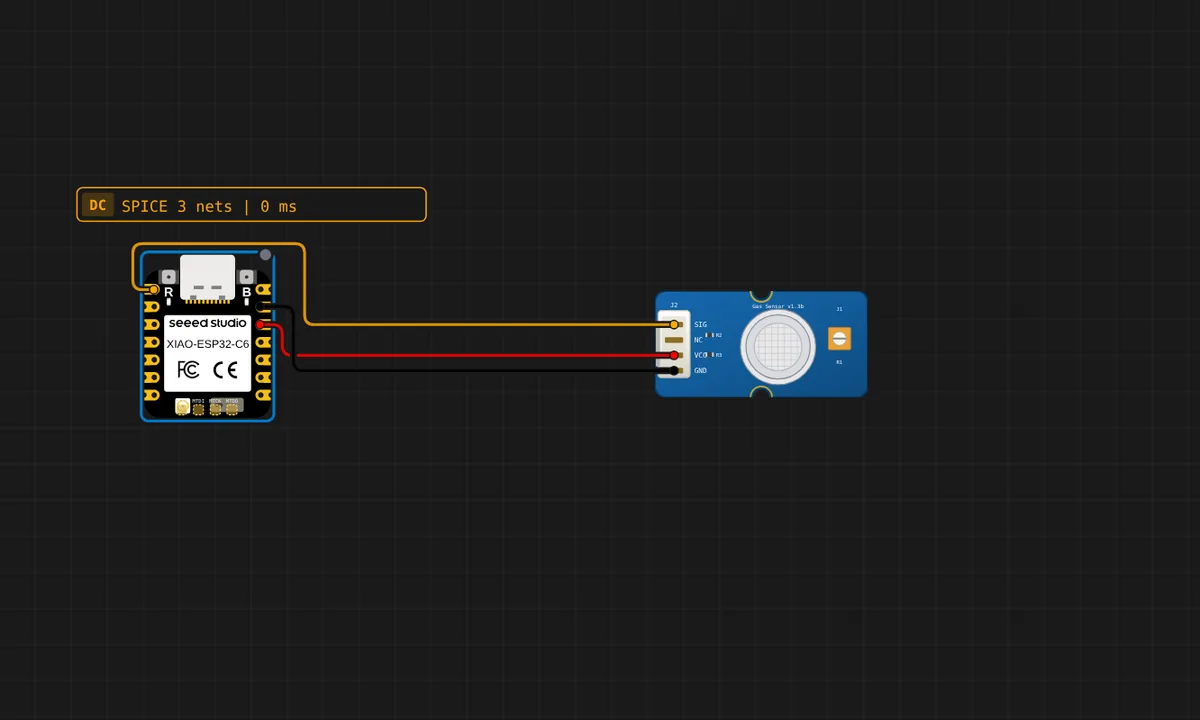 DC SPICE 3 nets | 0 ms
R B
seeed studio
XIAO-ESP32-C6
FC CE
MTDI
J2
Gas Sensor v1.3b
J1
SIG
NC R2
VCC R3
GND
R1